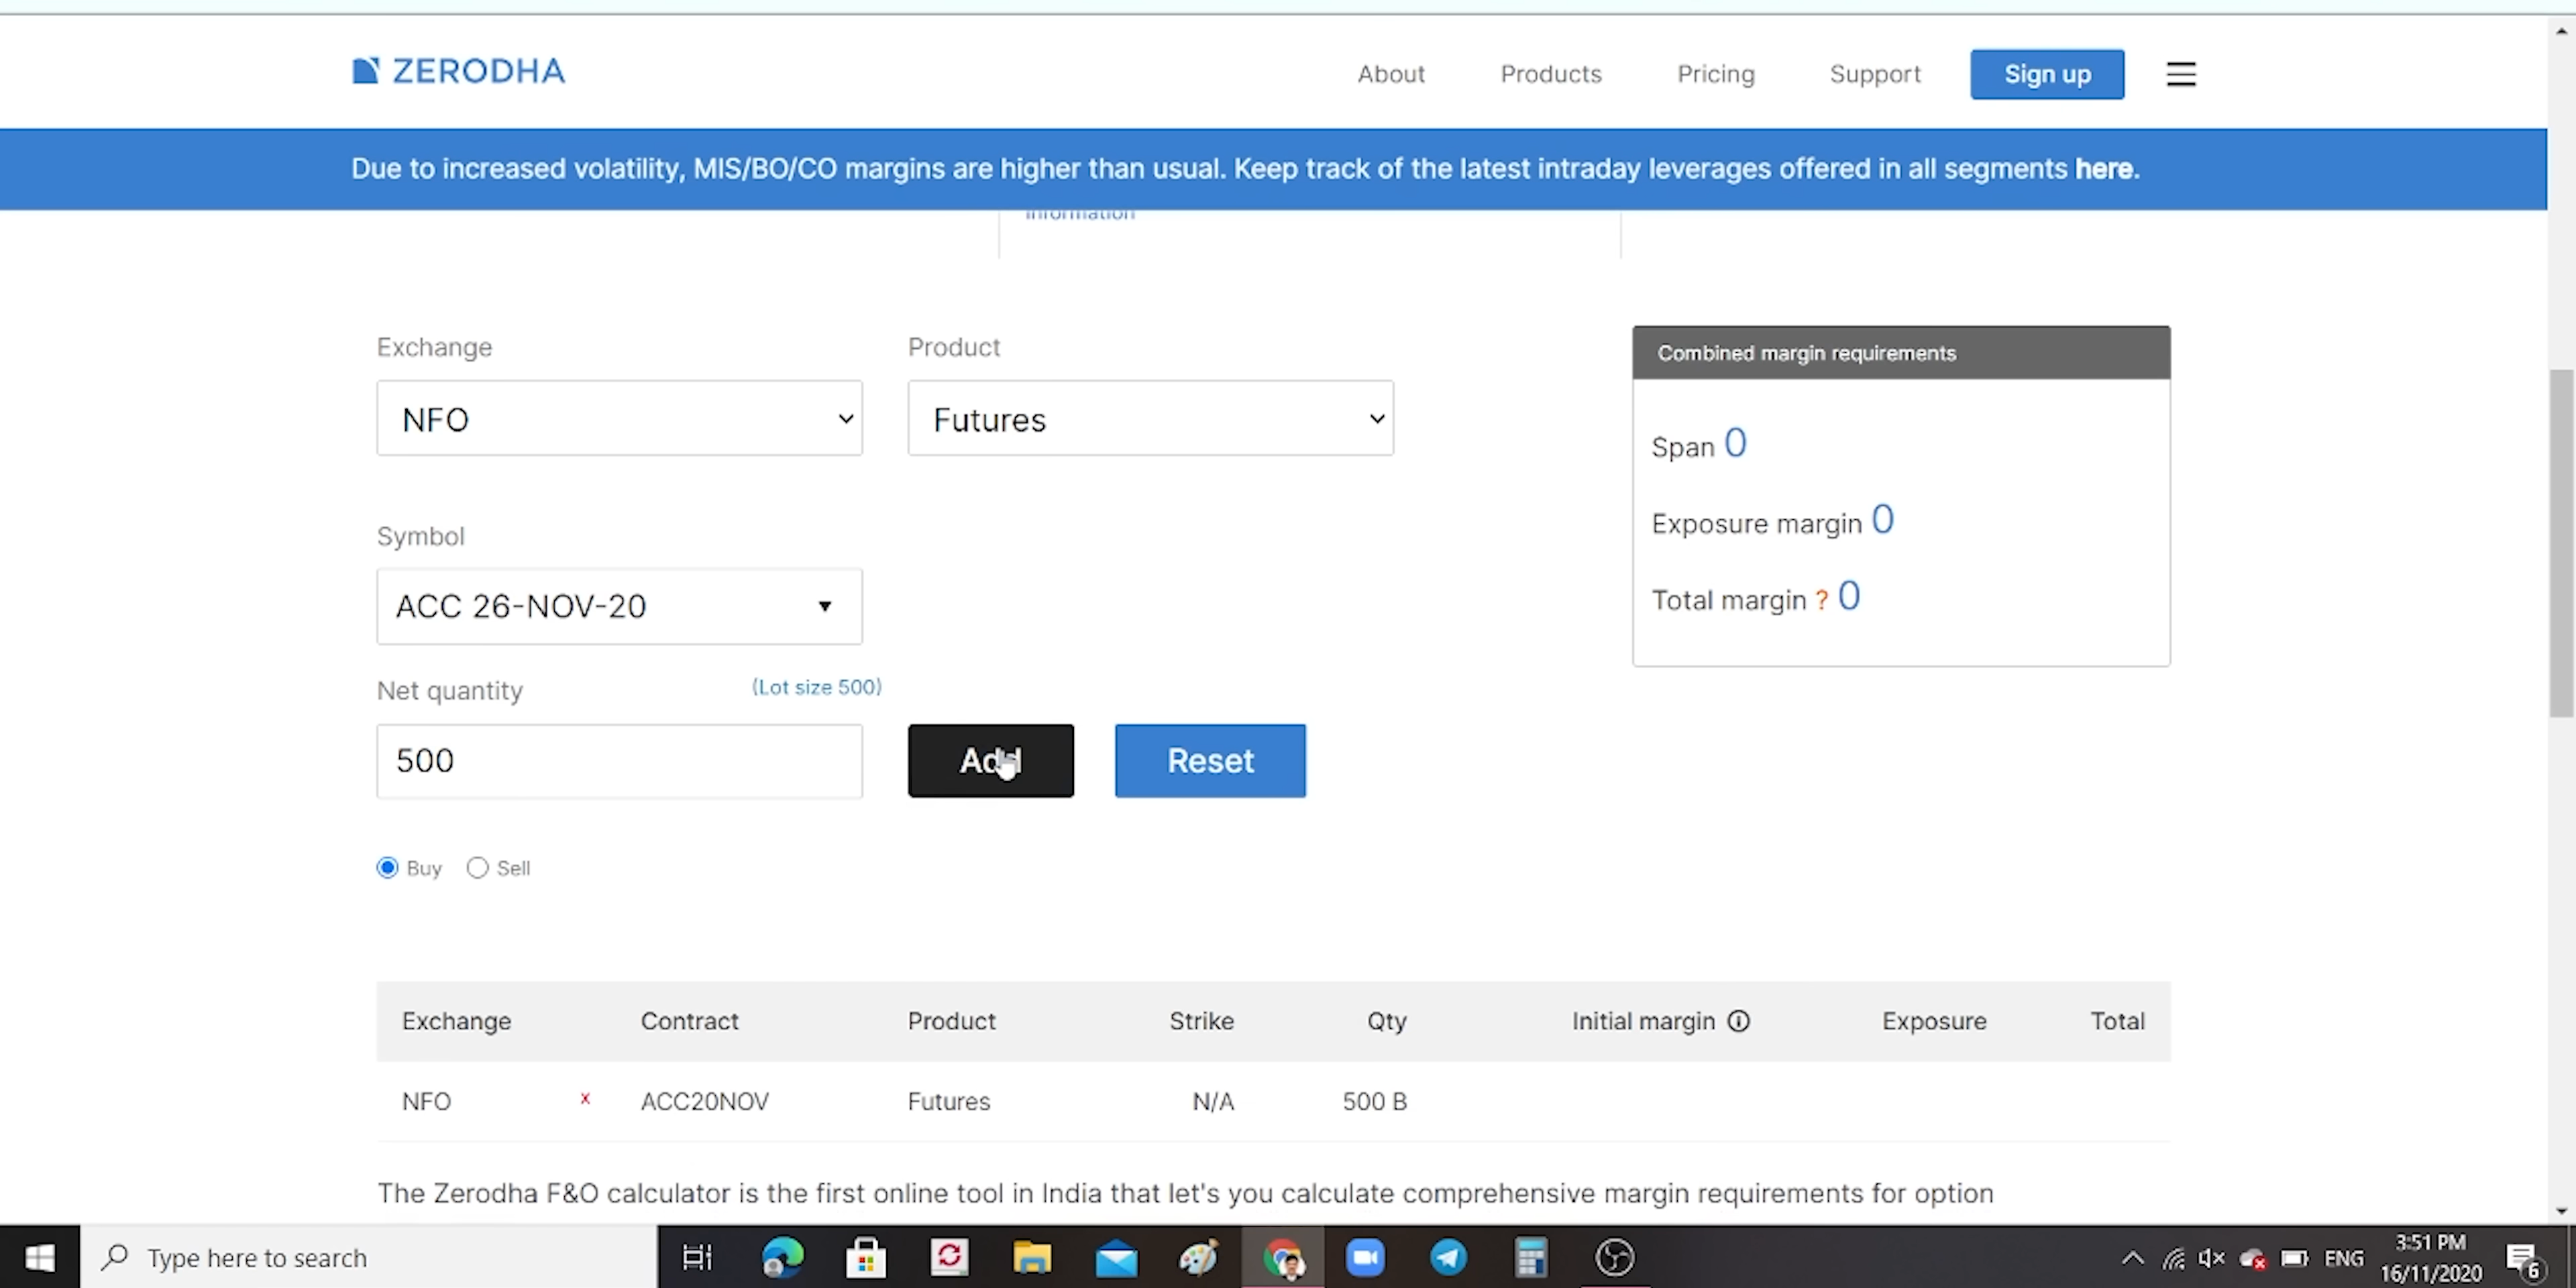 ZERODHA
About Products Pricing Support Sign up
Due to increased volatility, MIS/BO/CO margins are higher than usual. Keep track of the latest intraday leverages offered in all segments here.
information
Exchange Product
NFO Futures
Combined margin requirements
Span 0
Exposure margin 0
Total margin ? 0
Symbol
ACC 26-NOV-20
Net quantity (Lot size 500)
500 Add Reset
Buy Sell
Exchange Contract Product Strike Qty Initial margin Exposure Total
NFO x ACC20NOV Futures N/A 500 B
The Zerodha F&O calculator is the first online tool in India that let's you calculate comprehensive margin requirements for option
Type here to search
ENG
3:51 PM
16/11/2020
6